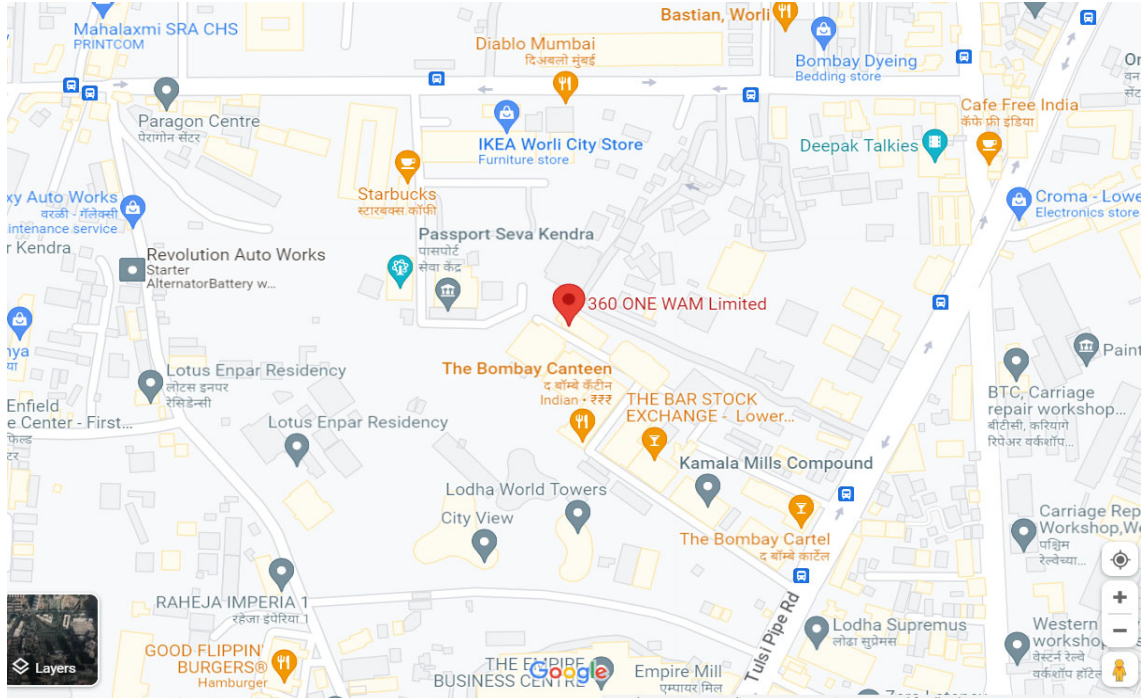 Mahalaxmi SRA CHS
PRINTCOM
Bastian, Worli
Diablo Mumbai
दिअबलो मुंबई
Bombay Dyeing
Bedding store
Paragon Centre
पेरागोन सेंटर
IKEA Worli City Store
Furniture store
Cafe Free India
कॅफे फ्री इंडिया
Deepak Talkies
Starbucks
स्टारबक्स कॉफी
xy Auto Works
वरळी - गॅलेक्सी
intenance service
r Kendra
Croma - Lowe
Electronics store
Passport Seva Kendra
पासपोर्ट
सेवा केंद्र
Revolution Auto Works
Starter
AlternatorBattery w...
360 ONE WAM Limited
nya
या
Paint
Lotus Enpar Residency
लोटस इनपर
रेसिडेन्सी
The Bombay Canteen
द बॉम्बे कॅंटीन
Indian • ₹₹₹
THE BAR STOCK
EXCHANGE - Lower...
BTC, Carriage
repair workshop...
बीटीसी, करियागे
रिपेअर वर्कशॉप...
Enfield
e Center - First...
फिल्ड
टर
Lotus Enpar Residency
Kamala Mills Compound
Lodha World Towers
City View
The Bombay Cartel
द बॉम्बे कार्टेल
Carriage Rep
Workshop,We
पश्चिम
रेल्वेच्या...
RAHEJA IMPERIA 1
रहेजा इंपेरिया 1
Tulsi Pipe Rd
Lodha Supremus
लोढा सुप्रेमस
Western
worksho
वेस्टर्न रेल्वे
वर्कशॉप हॉटेल
GOOD FLIPPIN'
BURGERS®
Hamburger
THE EMPIRE
BUSINESS CENTRE
Google
Empire Mill
एम्पायर मिल
Layers